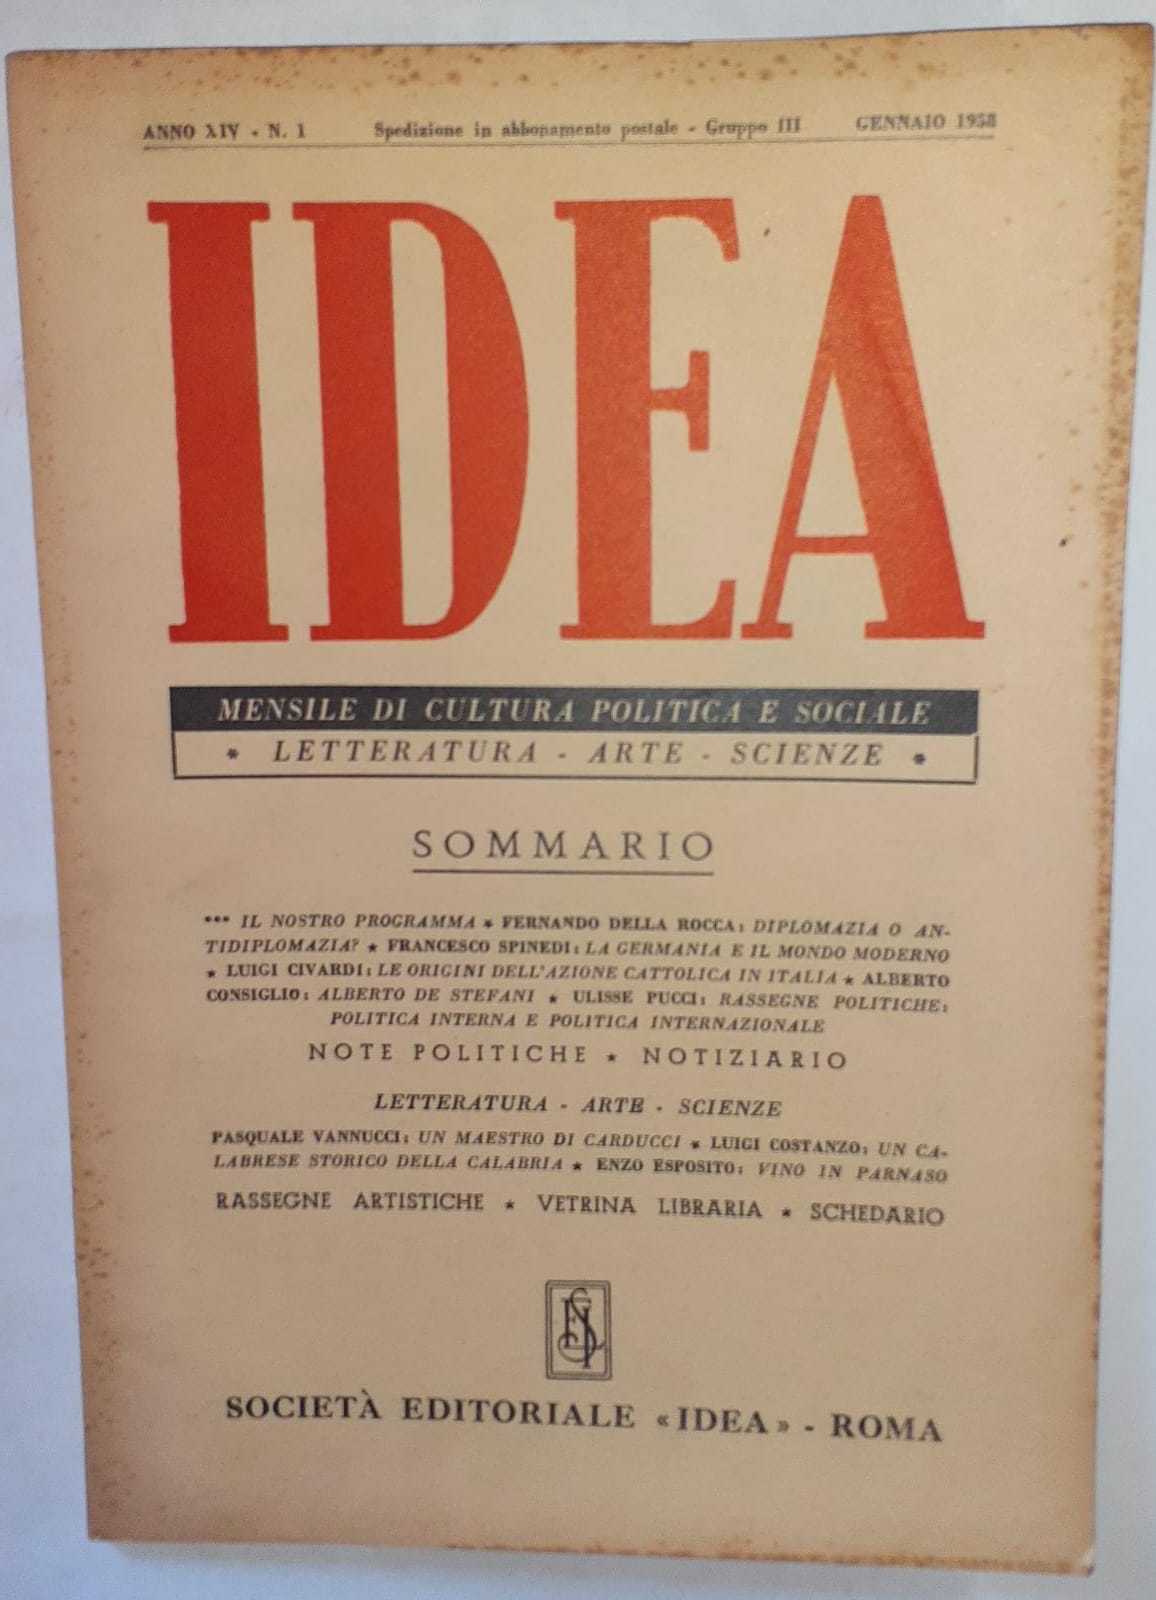 ANNO XIV - N. 1 Spedizione in abbonamento postale - Gruppo III GENNAIO 1958
IDEA
MENSILE DI CULTURA POLITICA E SOCIALE
* LETTERATURA - ARTE - SCIENZE *
SOMMARIO
*** IL NOSTRO PROGRAMMA ★ FERNANDO DELLA ROCCA: DIPLOMAZIA O AN-
TIDIPLOMAZIA? ★ FRANCESCO SPINEDI: LA GERMANIA E IL MONDO MODERNO
★ LUIGI CIVARDI: LE ORIGINI DELL'AZIONE CATTOLICA IN ITALIA ★ ALBERTO
CONSIGLIO: ALBERTO DE STEFANI ★ ULISSE PUCCI: RASSEGNE POLITICHE:
POLITICA INTERNA E POLITICA INTERNAZIONALE
NOTE POLITICHE ★ NOTIZIARIO
LETTERATURA - ARTE - SCIENZE
PASQUALE VANNUCCI: UN MAESTRO DI CARDUCCI ★ LUIGI COSTANZO: UN CA-
LABRESE STORICO DELLA CALABRIA ★ ENZO ESPOSITO: VINO IN PARNASO
RASSEGNE ARTISTICHE ★ VETRINA LIBRARIA ★ SCHEDARIO
SOCIETÀ EDITORIALE «IDEA» - ROMA